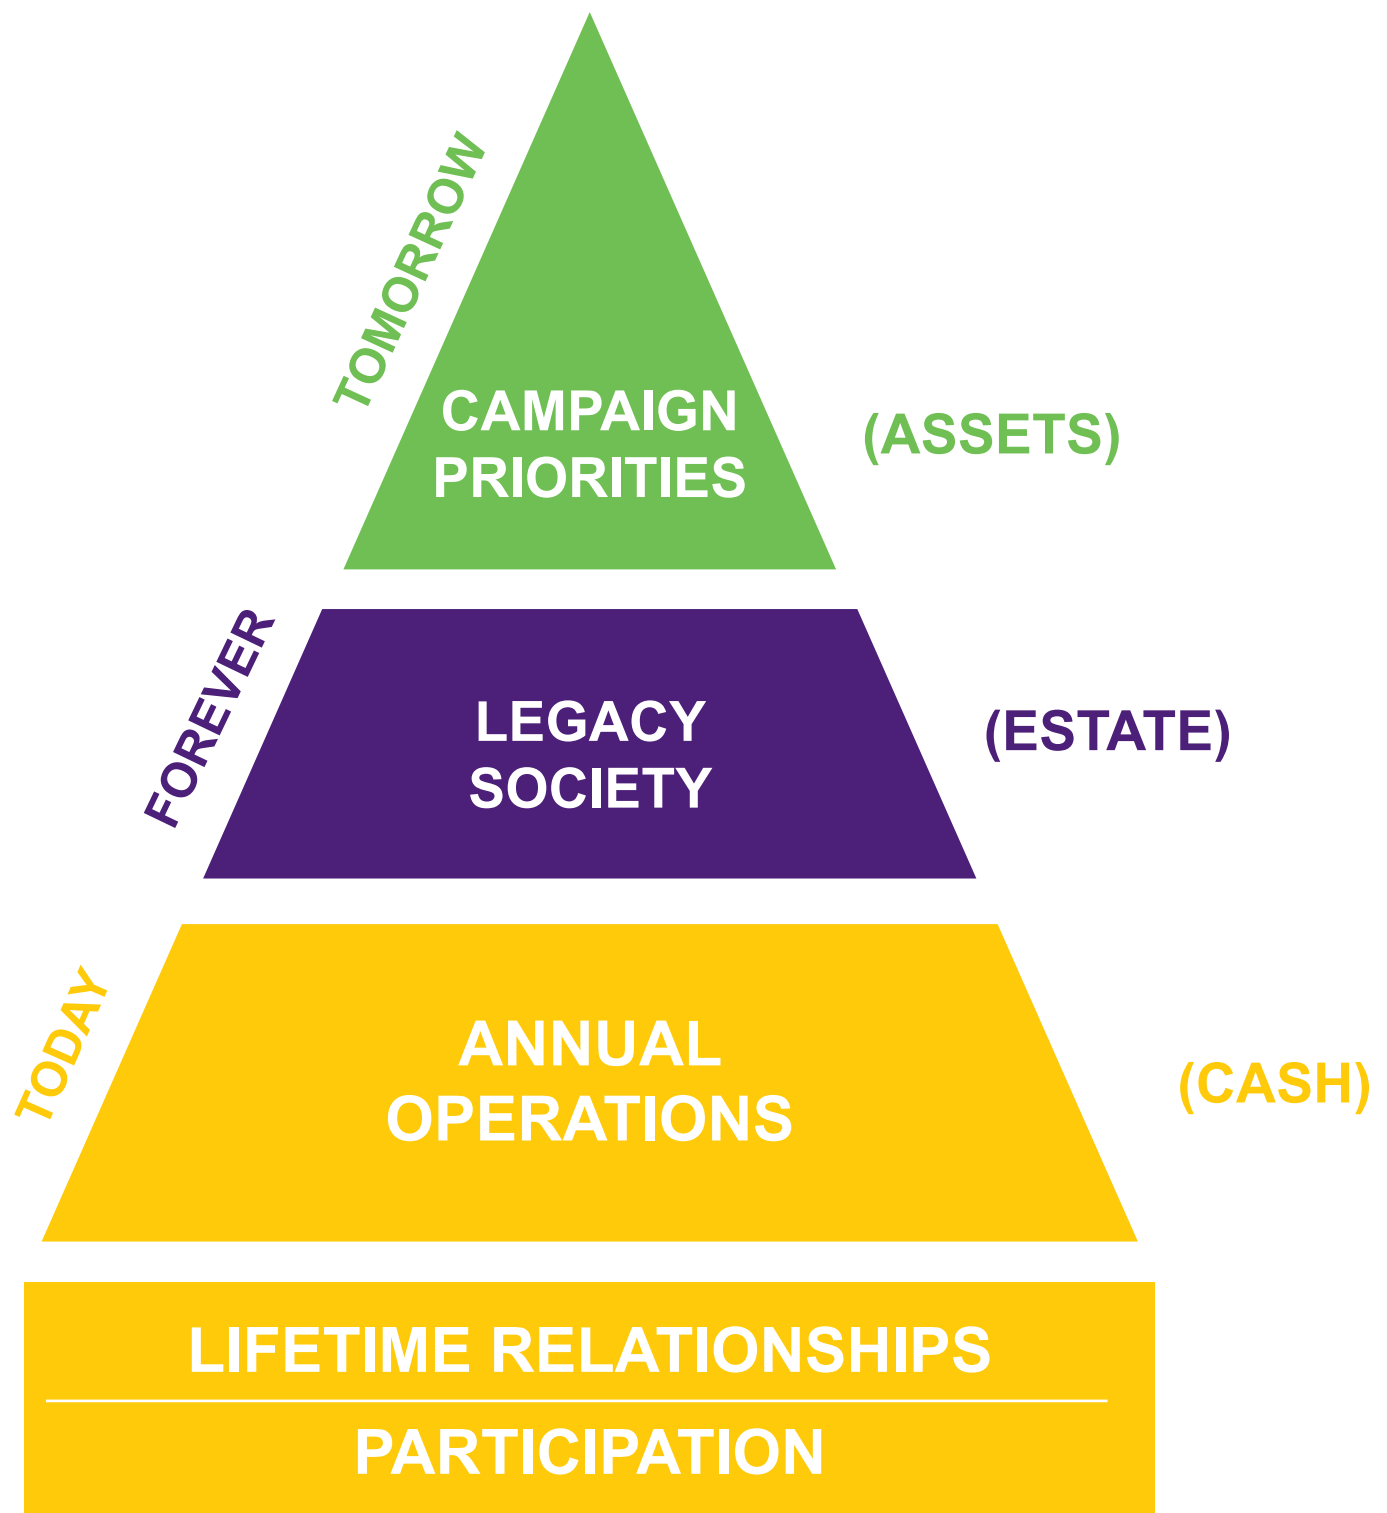 TOMORROW
CAMPAIGN
PRIORITIES
(ASSETS)
FOREVER
LEGACY
SOCIETY
(ESTATE)
TODAY
ANNUAL
OPERATIONS
(CASH)
LIFETIME RELATIONSHIPS
PARTICIPATION